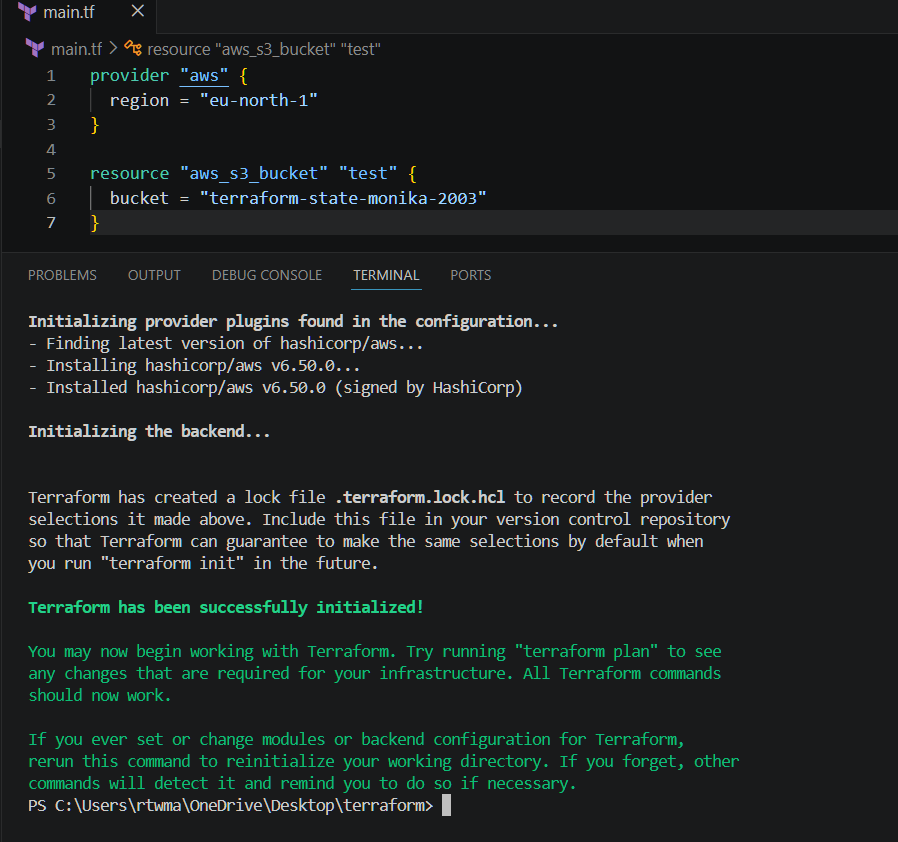 main.tf
main.tf > resource "aws_s3_bucket" "test"
1 provider "aws" {
2 region = "eu-north-1"
3 }
4
5 resource "aws_s3_bucket" "test" {
6 bucket = "terraform-state-monika-2003"
7 }
PROBLEMS OUTPUT DEBUG CONSOLE TERMINAL PORTS
Initializing provider plugins found in the configuration...
- Finding latest version of hashicorp/aws...
- Installing hashicorp/aws v6.50.0...
- Installed hashicorp/aws v6.50.0 (signed by HashiCorp)
Initializing the backend...
Terraform has created a lock file .terraform.lock.hcl to record the provider
selections it made above. Include this file in your version control repository
so that Terraform can guarantee to make the same selections by default when
you run "terraform init" in the future.
Terraform has been successfully initialized!
You may now begin working with Terraform. Try running "terraform plan" to see
any changes that are required for your infrastructure. All Terraform commands
should now work.
If you ever set or change modules or backend configuration for Terraform,
rerun this command to reinitialize your working directory. If you forget, other
commands will detect it and remind you to do so if necessary.
PS C:\Users\rtwma\OneDrive\Desktop\terraform>